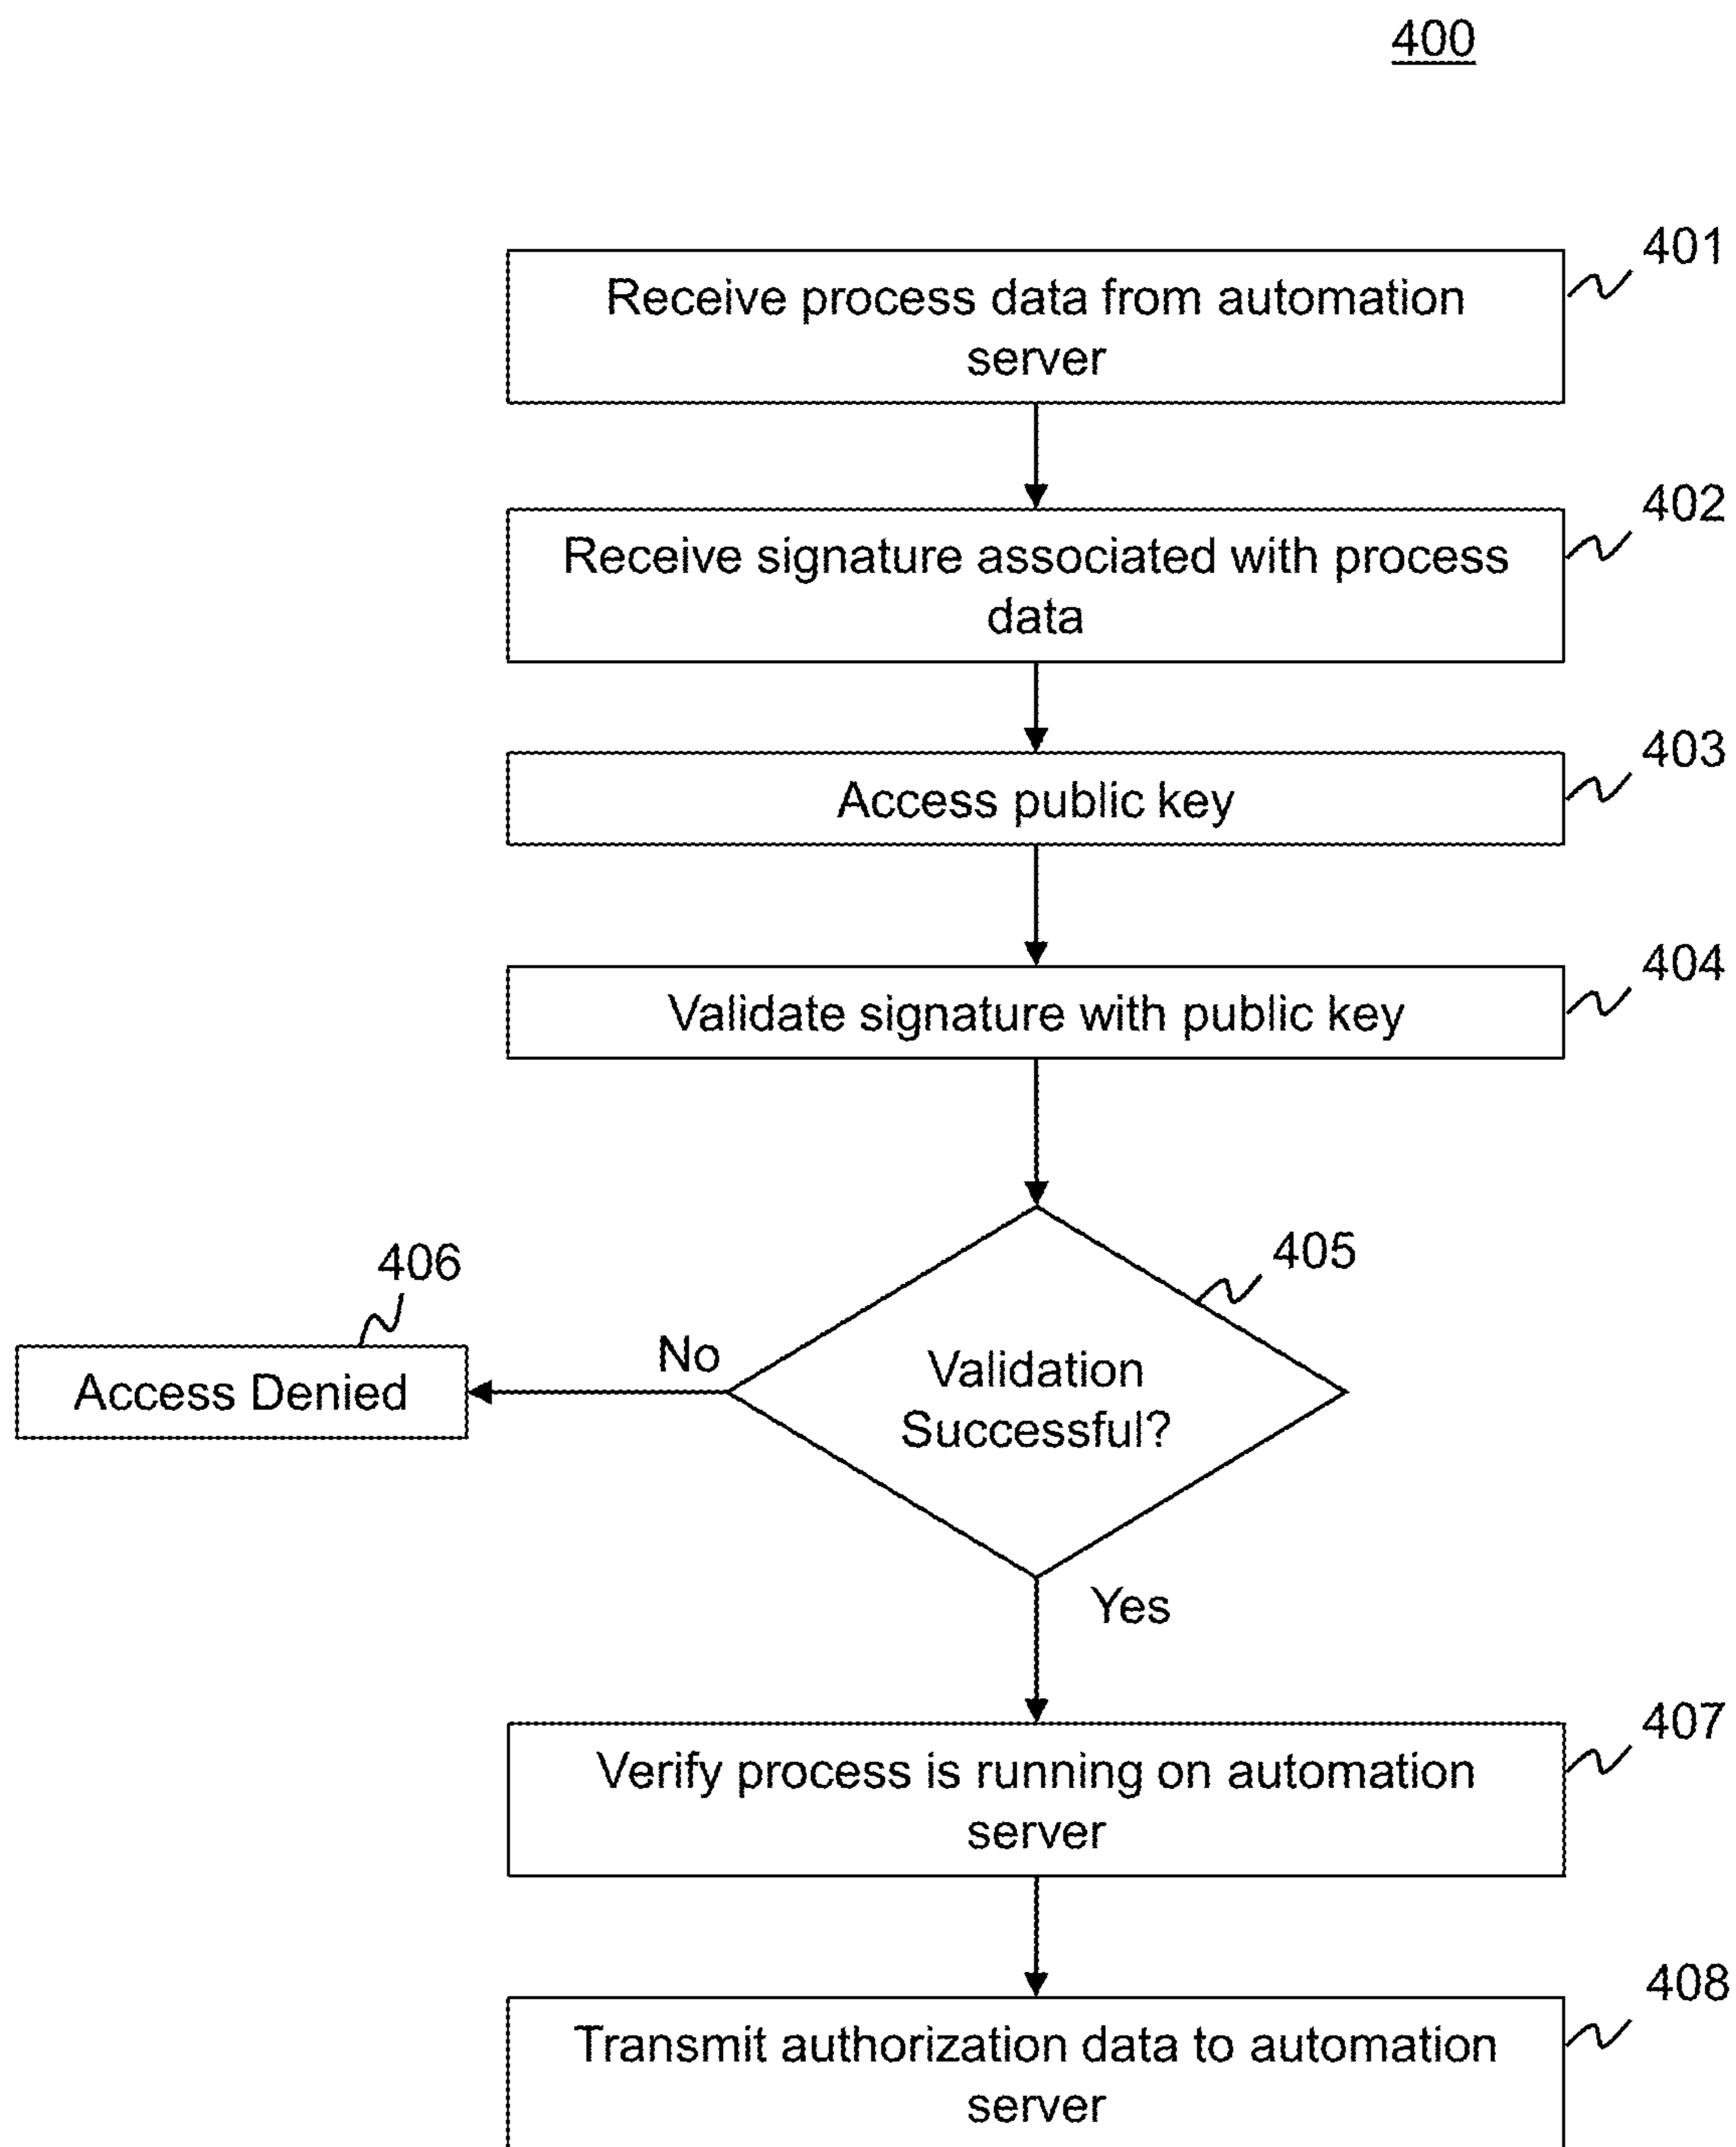 400
401
Receive process data from automation
server
402
Receive signature associated with process
data
403
Access public key
404
Validate signature with public key
405
406
No
Validation
Successful?
Access Denied
Yes
407
Verify process is running on automation
server
408
Transmit authorization data to automation
server